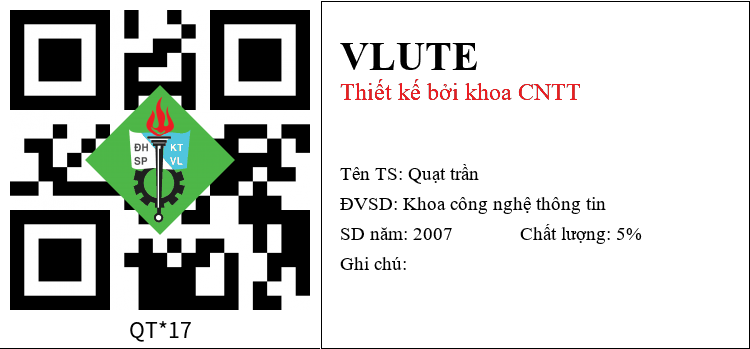 ĐH KT
SP VL
QT*17
VLUTE
Thiết kế bởi khoa CNTT
Tên TS: Quạt trần
ĐVSD: Khoa công nghệ thông tin
SD năm: 2007 Chất lượng: 5%
Ghi chú: